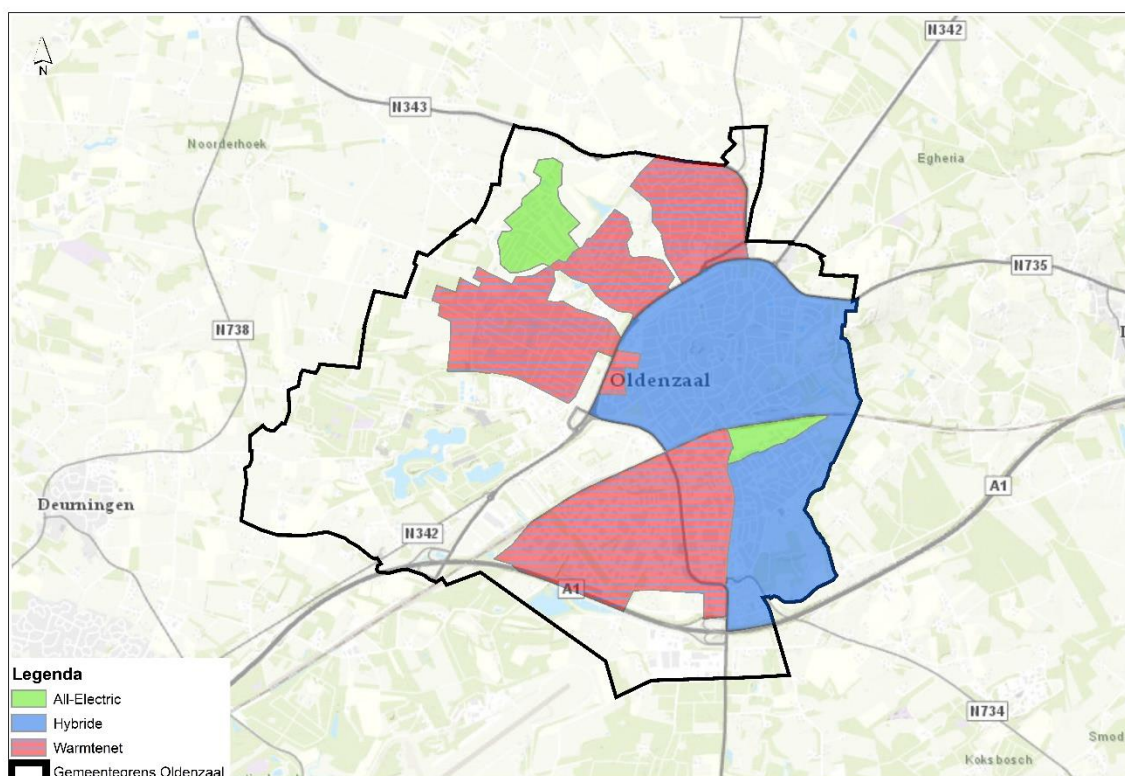 N342
N343
N
Noorderhoek
Egheria
N735
N738
Oldenzaal
A1
Deurningen
N342
A1
Legenda
All-Electric
Hybride
Warmtenet
Gemeentegrens Oldenzaal
N734
Koksbosch